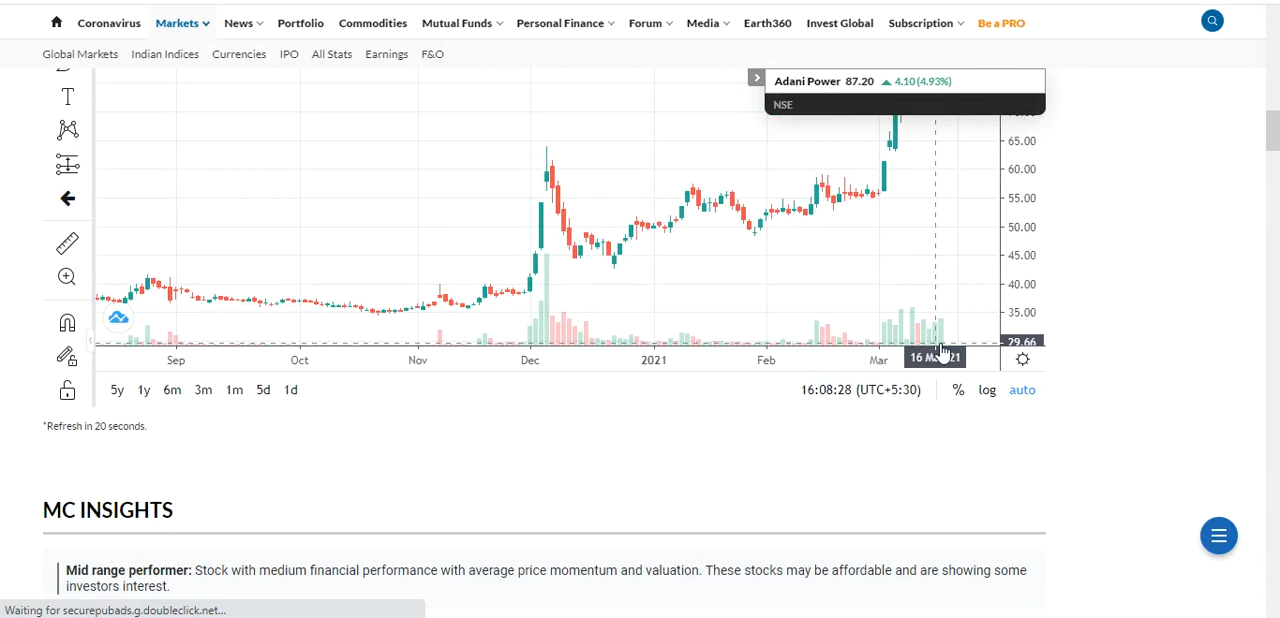 Coronavirus Markets News Portfolio Commodities Mutual Funds Personal Finance Forum Media Earth360 Invest Global Subscription Be a PRO
Global Markets Indian Indices Currencies IPO All Stats Earnings F&O
Adani Power 87.20 4.10 (4.93%)
NSE
T
65.00
60.00
55.00
50.00
45.00
40.00
35.00
29.66
Sep Oct Nov Dec 2021 Feb Mar 16 21
5y 1y 6m 3m 1m 5d 1d 16:08:28 (UTC+5:30) % log auto
*Refresh in 20 seconds.
MC INSIGHTS
Mid range performer: Stock with medium financial performance with average price momentum and valuation. These stocks may be affordable and are showing some
investors interest.
Waiting for securepubads.g.doubleclick.net...